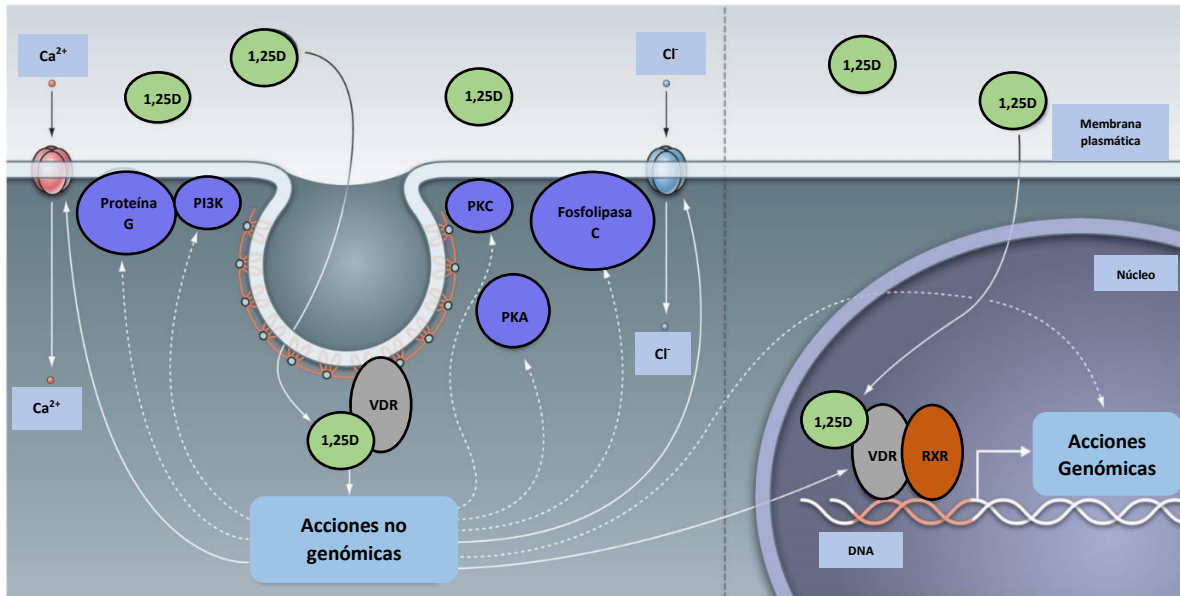 Ca²⁺
1,25D
1,25D
1,25D
Cl⁻
1,25D
1,25D
Membrana
plasmática
Proteína
G
PI3K
PKC
Fosfolipasa
C
PKA
Núcleo
Ca²⁺
Cl⁻
VDR
1,25D
1,25D
VDR
RXR
Acciones
Genómicas
Acciones no
genómicas
DNA